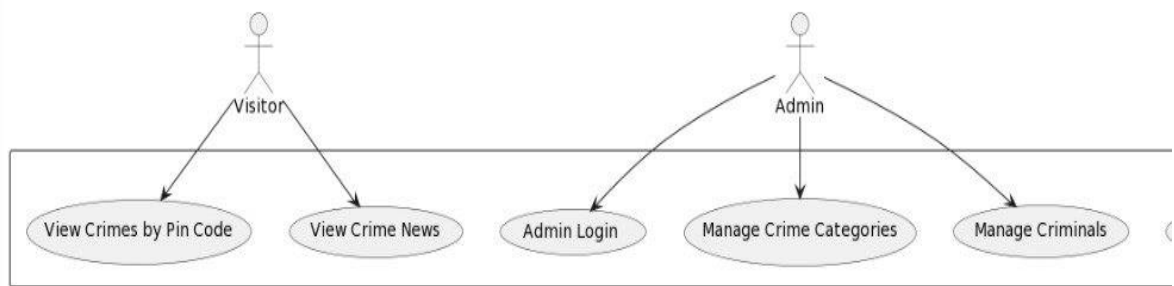 Visitor
Admin
View Crimes by Pin Code
View Crime News
Admin Login
Manage Crime Categories
Manage Criminals